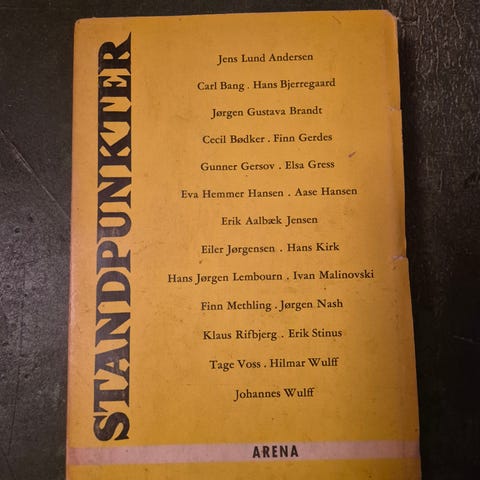 STANDPUNKTER
Jens Lund Andersen
Carl Bang . Hans Bjerregaard
Jørgen Gustava Brandt
Cecil Bødker . Finn Gerdes
Gunner Gersov . Elsa Gress
Eva Hemmer Hansen . Aase Hansen
Erik Aalbæk Jensen
Eiler Jørgensen . Hans Kirk
Hans Jørgen Lembourn . Ivan Malinovski
Finn Methling . Jørgen Nash
Klaus Rifbjerg . Erik Stinus
Tage Voss . Hilmar Wulff
Johannes Wulff
ARENA